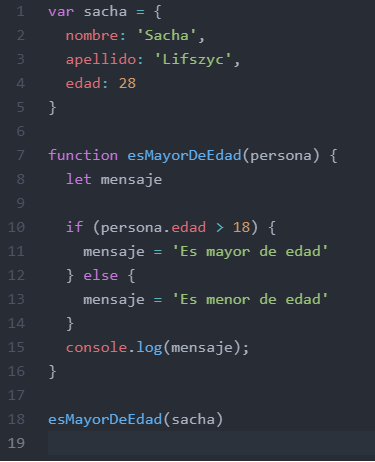 1 var sacha = {
2   nombre: 'Sacha',
3   apellido: 'Lifszyc',
4   edad: 28
5 }
6
7 function esMayorDeEdad(persona) {
8   let mensaje
9
10   if (persona.edad > 18) {
11     mensaje = 'Es mayor de edad'
12   } else {
13     mensaje = 'Es menor de edad'
14   }
15   console.log(mensaje);
16 }
17
18 esMayorDeEdad(sacha)
19